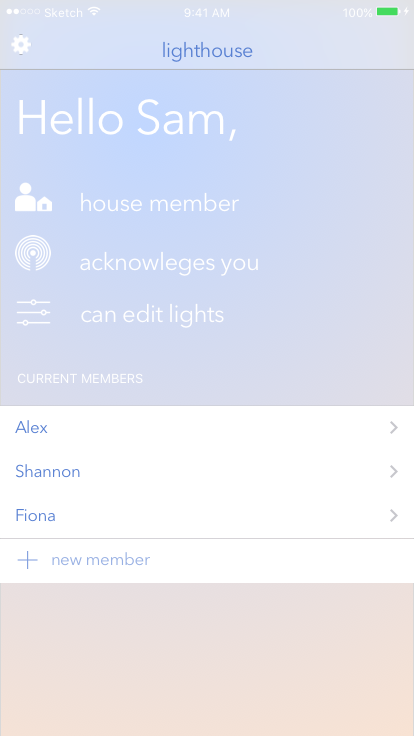 Sketch 9:41 AM 100%
lighthouse
Hello Sam,
house member
acknowleges you
can edit lights
CURRENT MEMBERS
Alex
Shannon
Fiona
new member